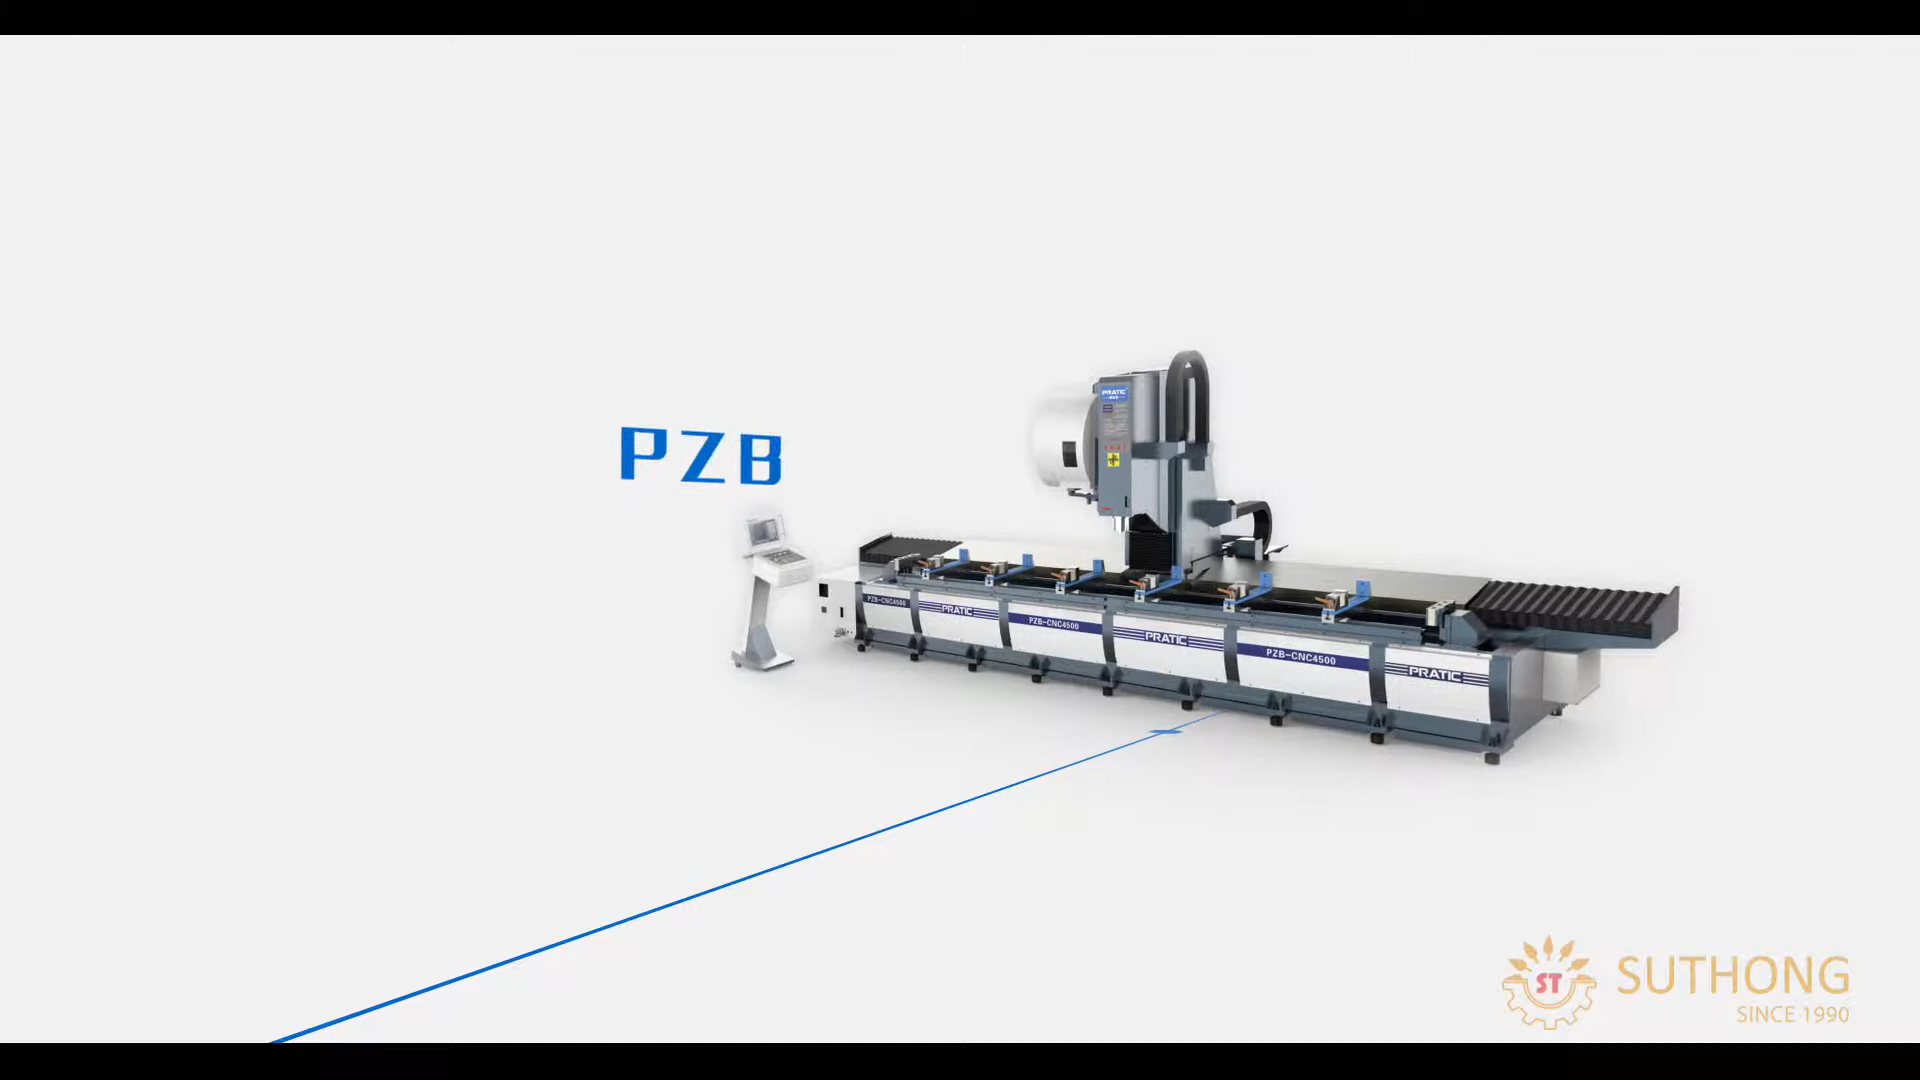 PZB
PRATIC
PZB-CNC4500
PRATIC
PZB-CNC4500
PRATIC
PZB-CNC4500
PRATIC
ST
SUTHONG
SINCE 1990